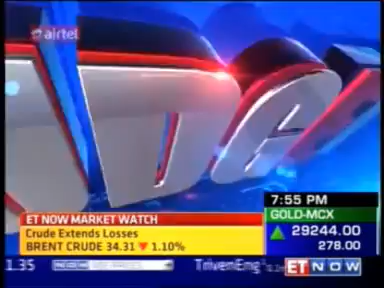 airtel
7:55 PM
ET NOW MARKET WATCH
GOLD-MCX
Crude Extends Losses
29244.00
BRENT CRUDE 34.31 ▼ 1.10%
278.00
1.35
ET NOW